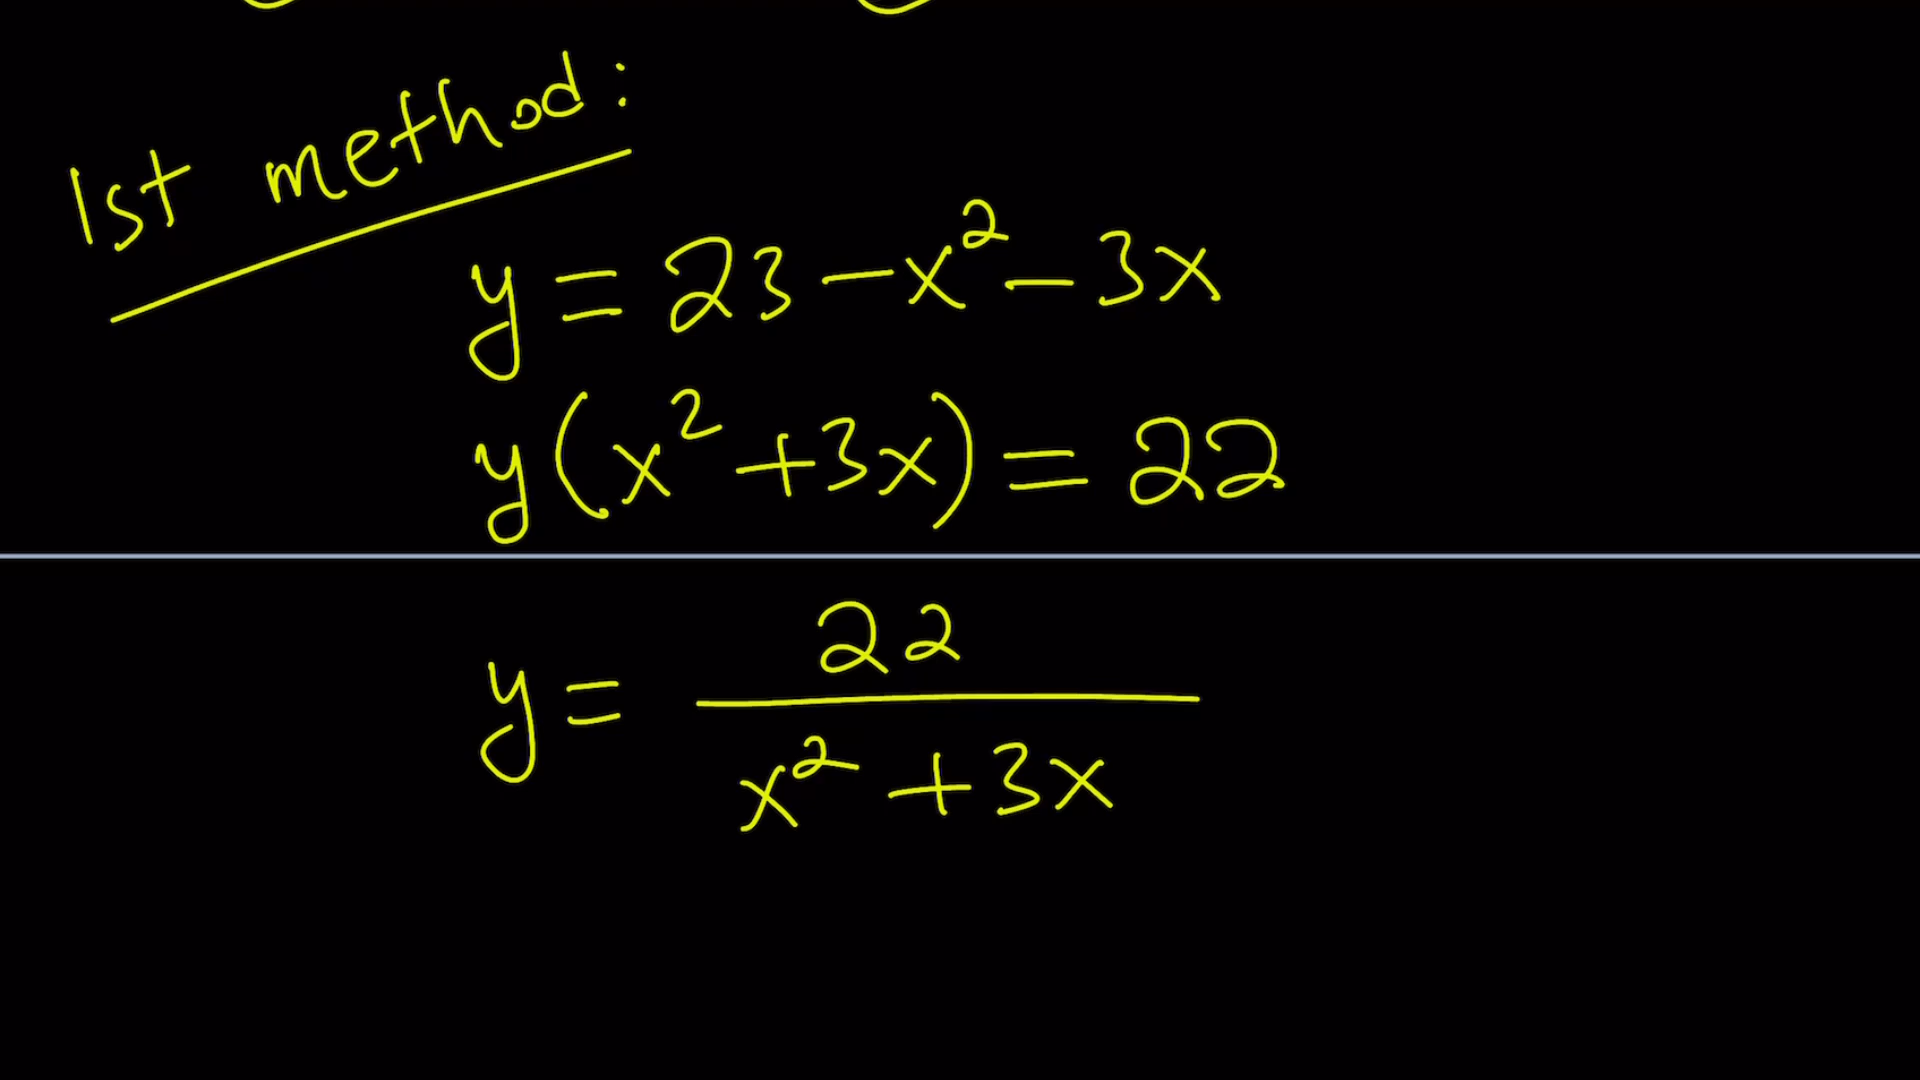 1st method:
y = 23 - x² - 3x
y(x² + 3x) = 22
y = 22 / (x² + 3x)